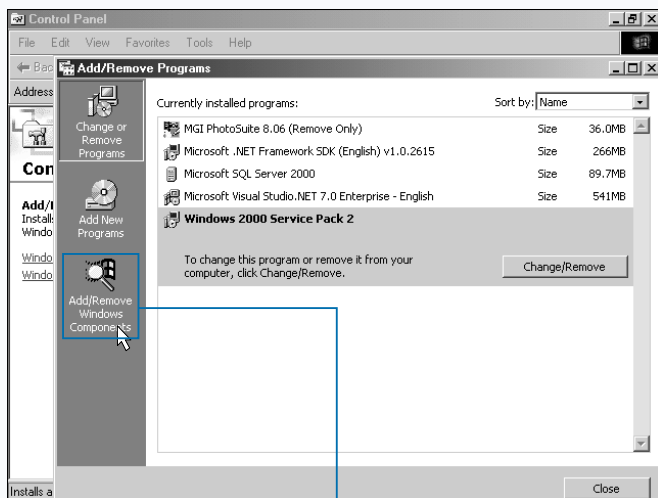 Control Panel
File Edit View Favorites Tools Help
Add/Remove Programs
Address
Currently installed programs:
Sort by: Name
Change or
Remove
Programs
MGI PhotoSuite 8.06 (Remove Only) Size 36.0MB
Microsoft .NET Framework SDK (English) v1.0.2615 Size 266MB
Microsoft SQL Server 2000 Size 89.7MB
Microsoft Visual Studio.NET 7.0 Enterprise - English Size 541MB
Add New
Programs
Windows 2000 Service Pack 2
To change this program or remove it from your
computer, click Change/Remove.
Change/Remove
Add/Remove
Windows
Components
Installs a
Close